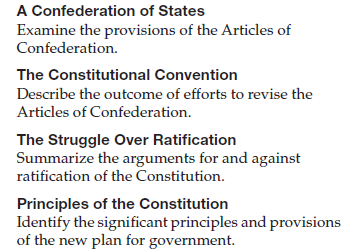 A Confederation of States
Examine the provisions of the Articles of
Confederation.
The Constitutional Convention
Describe the outcome of efforts to revise the
Articles of Confederation.
The Struggle Over Ratification
Summarize the arguments for and against
ratification of the Constitution.
Principles of the Constitution
Identify the significant principles and provisions
of the new plan for government.